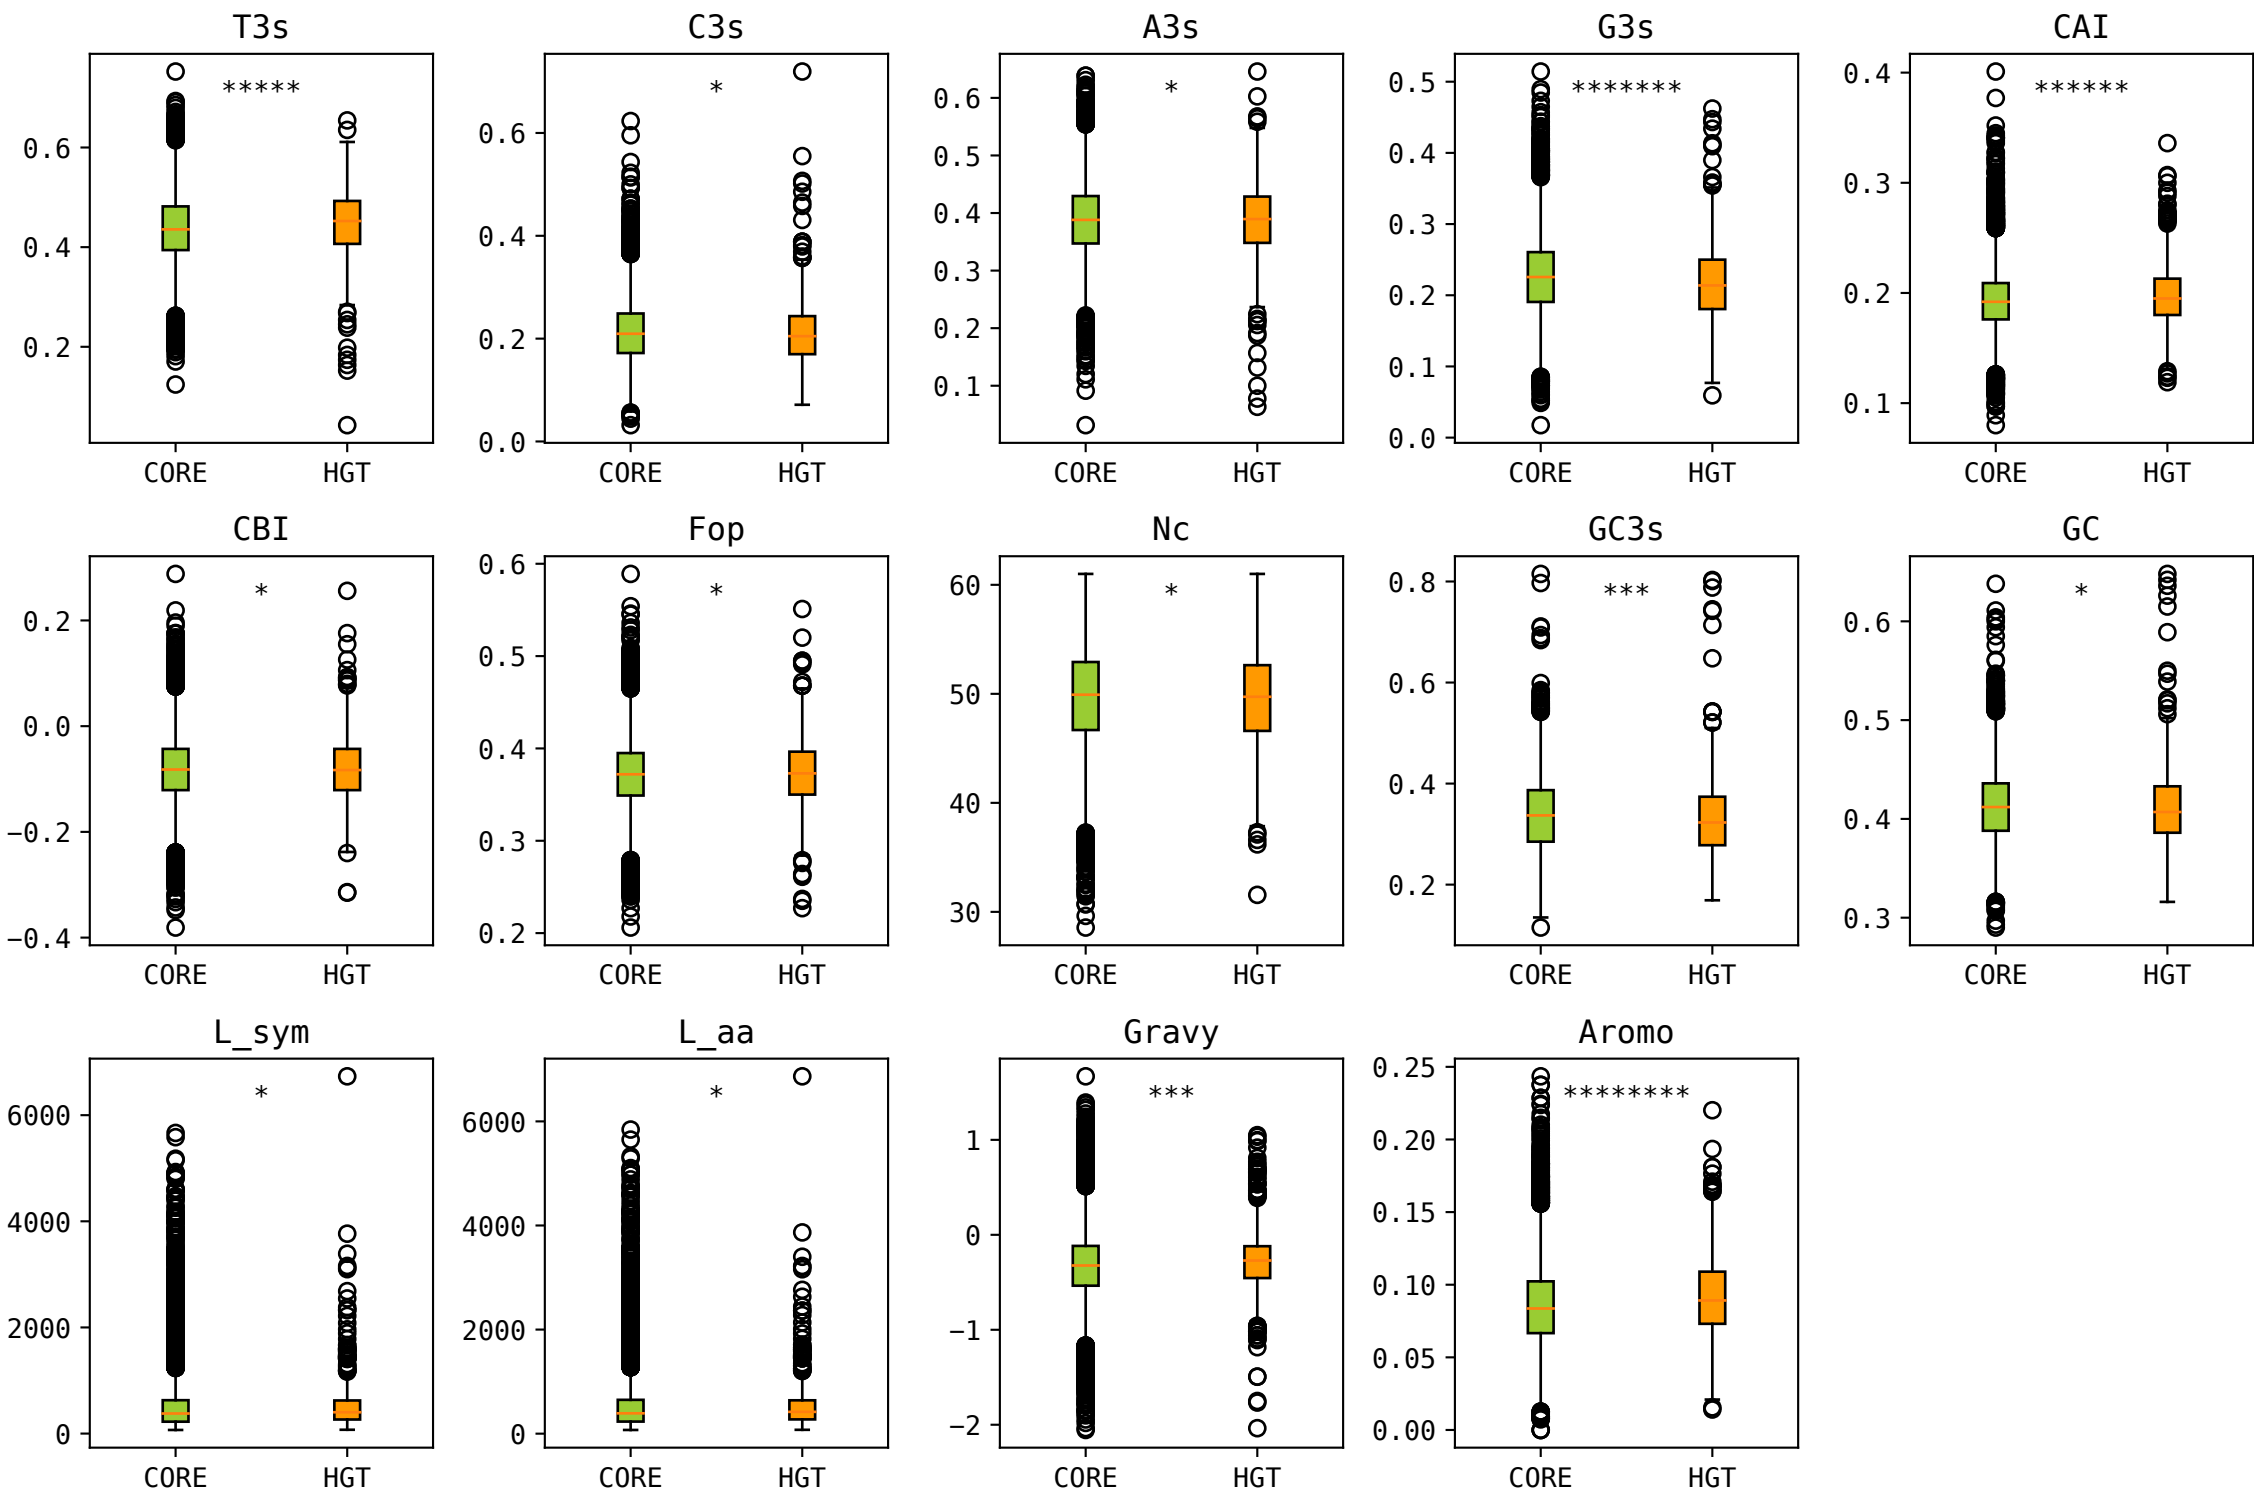 T3s
C3s
A3s
G3s
CAI
*****
*
*
*******
******
0.6
0.4
0.2
0.6
0.4
0.2
0.0
0.6
0.5
0.4
0.3
0.2
0.1
0.5
0.4
0.3
0.2
0.1
0.0
0.4
0.3
0.2
0.1
CORE HGT
CORE HGT
CORE HGT
CORE HGT
CORE HGT
CBI
Fop
Nc
GC3s
GC
*
*
*
***
*
0.2
0.0
−0.2
−0.4
0.6
0.5
0.4
0.3
0.2
60
50
40
30
0.8
0.6
0.4
0.2
0.6
0.5
0.4
0.3
CORE HGT
CORE HGT
CORE HGT
CORE HGT
CORE HGT
L_sym
L_aa
Gravy
Aromo
*
*
***
********
6000
4000
2000
0
6000
4000
2000
0
1
0
−1
−2
0.25
0.20
0.15
0.10
0.05
0.00
CORE HGT
CORE HGT
CORE HGT
CORE HGT